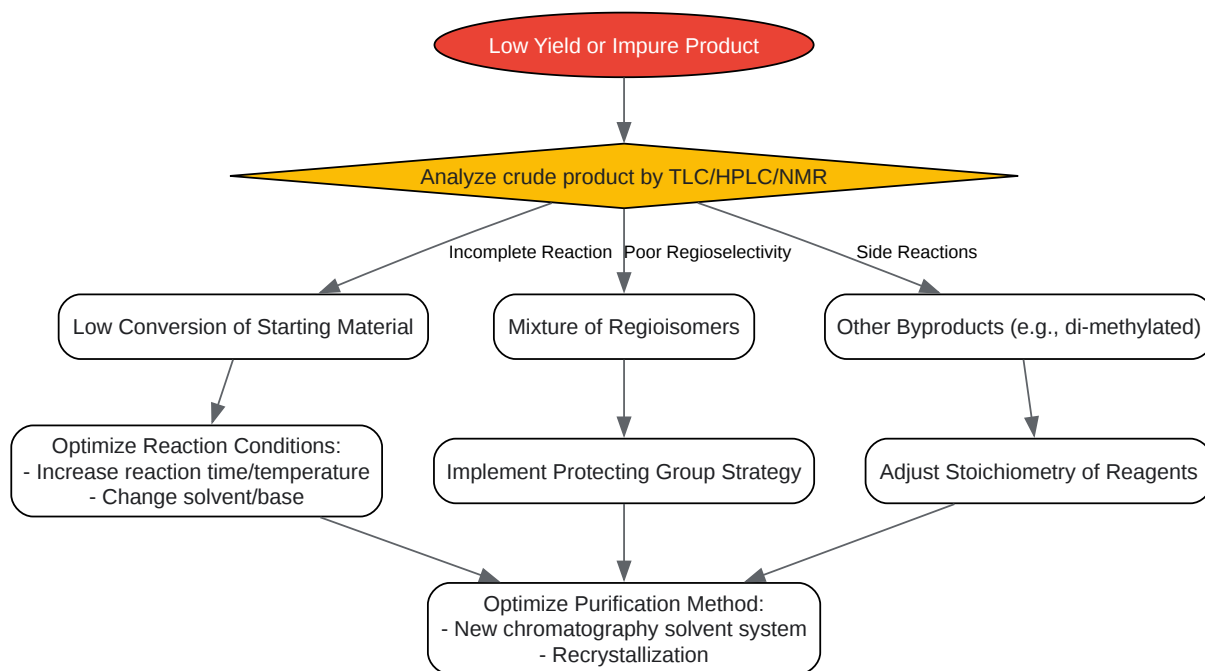 Low Yield or Impure Product
Analyze crude product by TLC/HPLC/NMR
Incomplete Reaction
Poor Regioselectivity
Side Reactions
Low Conversion of Starting Material
Mixture of Regioisomers
Other Byproducts (e.g., di-methylated)
Optimize Reaction Conditions:
- Increase reaction time/temperature
- Change solvent/base
Implement Protecting Group Strategy
Adjust Stoichiometry of Reagents
Optimize Purification Method:
- New chromatography solvent system
- Recrystallization